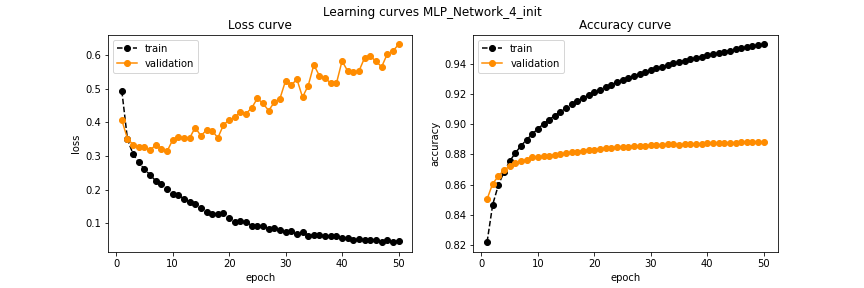 Learning curves MLP_Network_4_init
Loss curve
train
validation
0.6
0.5
0.4
0.3
0.2
0.1
loss
0 10 20 30 40 50
epoch
Accuracy curve
train
validation
0.94
0.92
0.90
0.88
0.86
0.84
0.82
accuracy
0 10 20 30 40 50
epoch